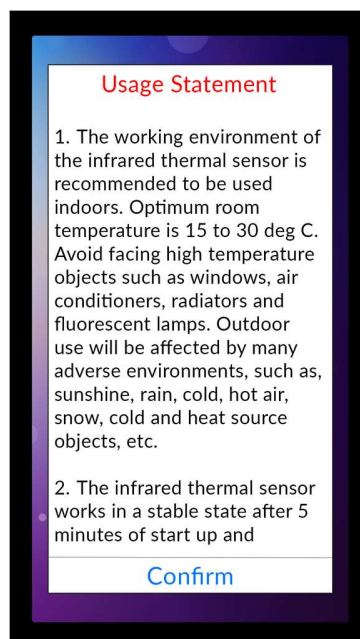 Usage Statement
1. The working environment of
the infrared thermal sensor is
recommended to be used
indoors. Optimum room
temperature is 15 to 30 deg C.
Avoid facing high temperature
objects such as windows, air
conditioners, radiators and
fluorescent lamps. Outdoor
use will be affected by many
adverse environments, such as,
sunshine, rain, cold, hot air,
snow, cold and heat source
objects, etc.
2. The infrared thermal sensor
works in a stable state after 5
minutes of start up and
Confirm